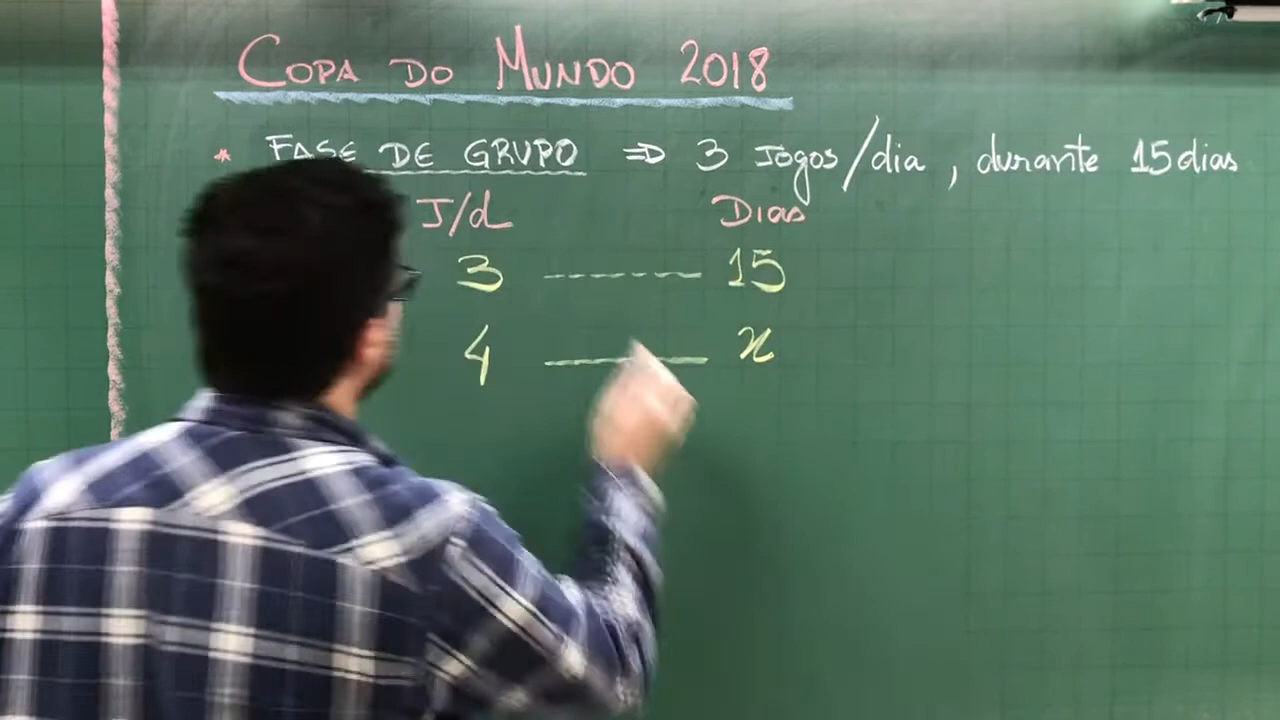 COPA DO MUNDO 2018
* FASE DE GRUPO ⇒ 3 Jogos/dia, durante 15 dias
J/d Dias
3 ------- 15
4 ------- x